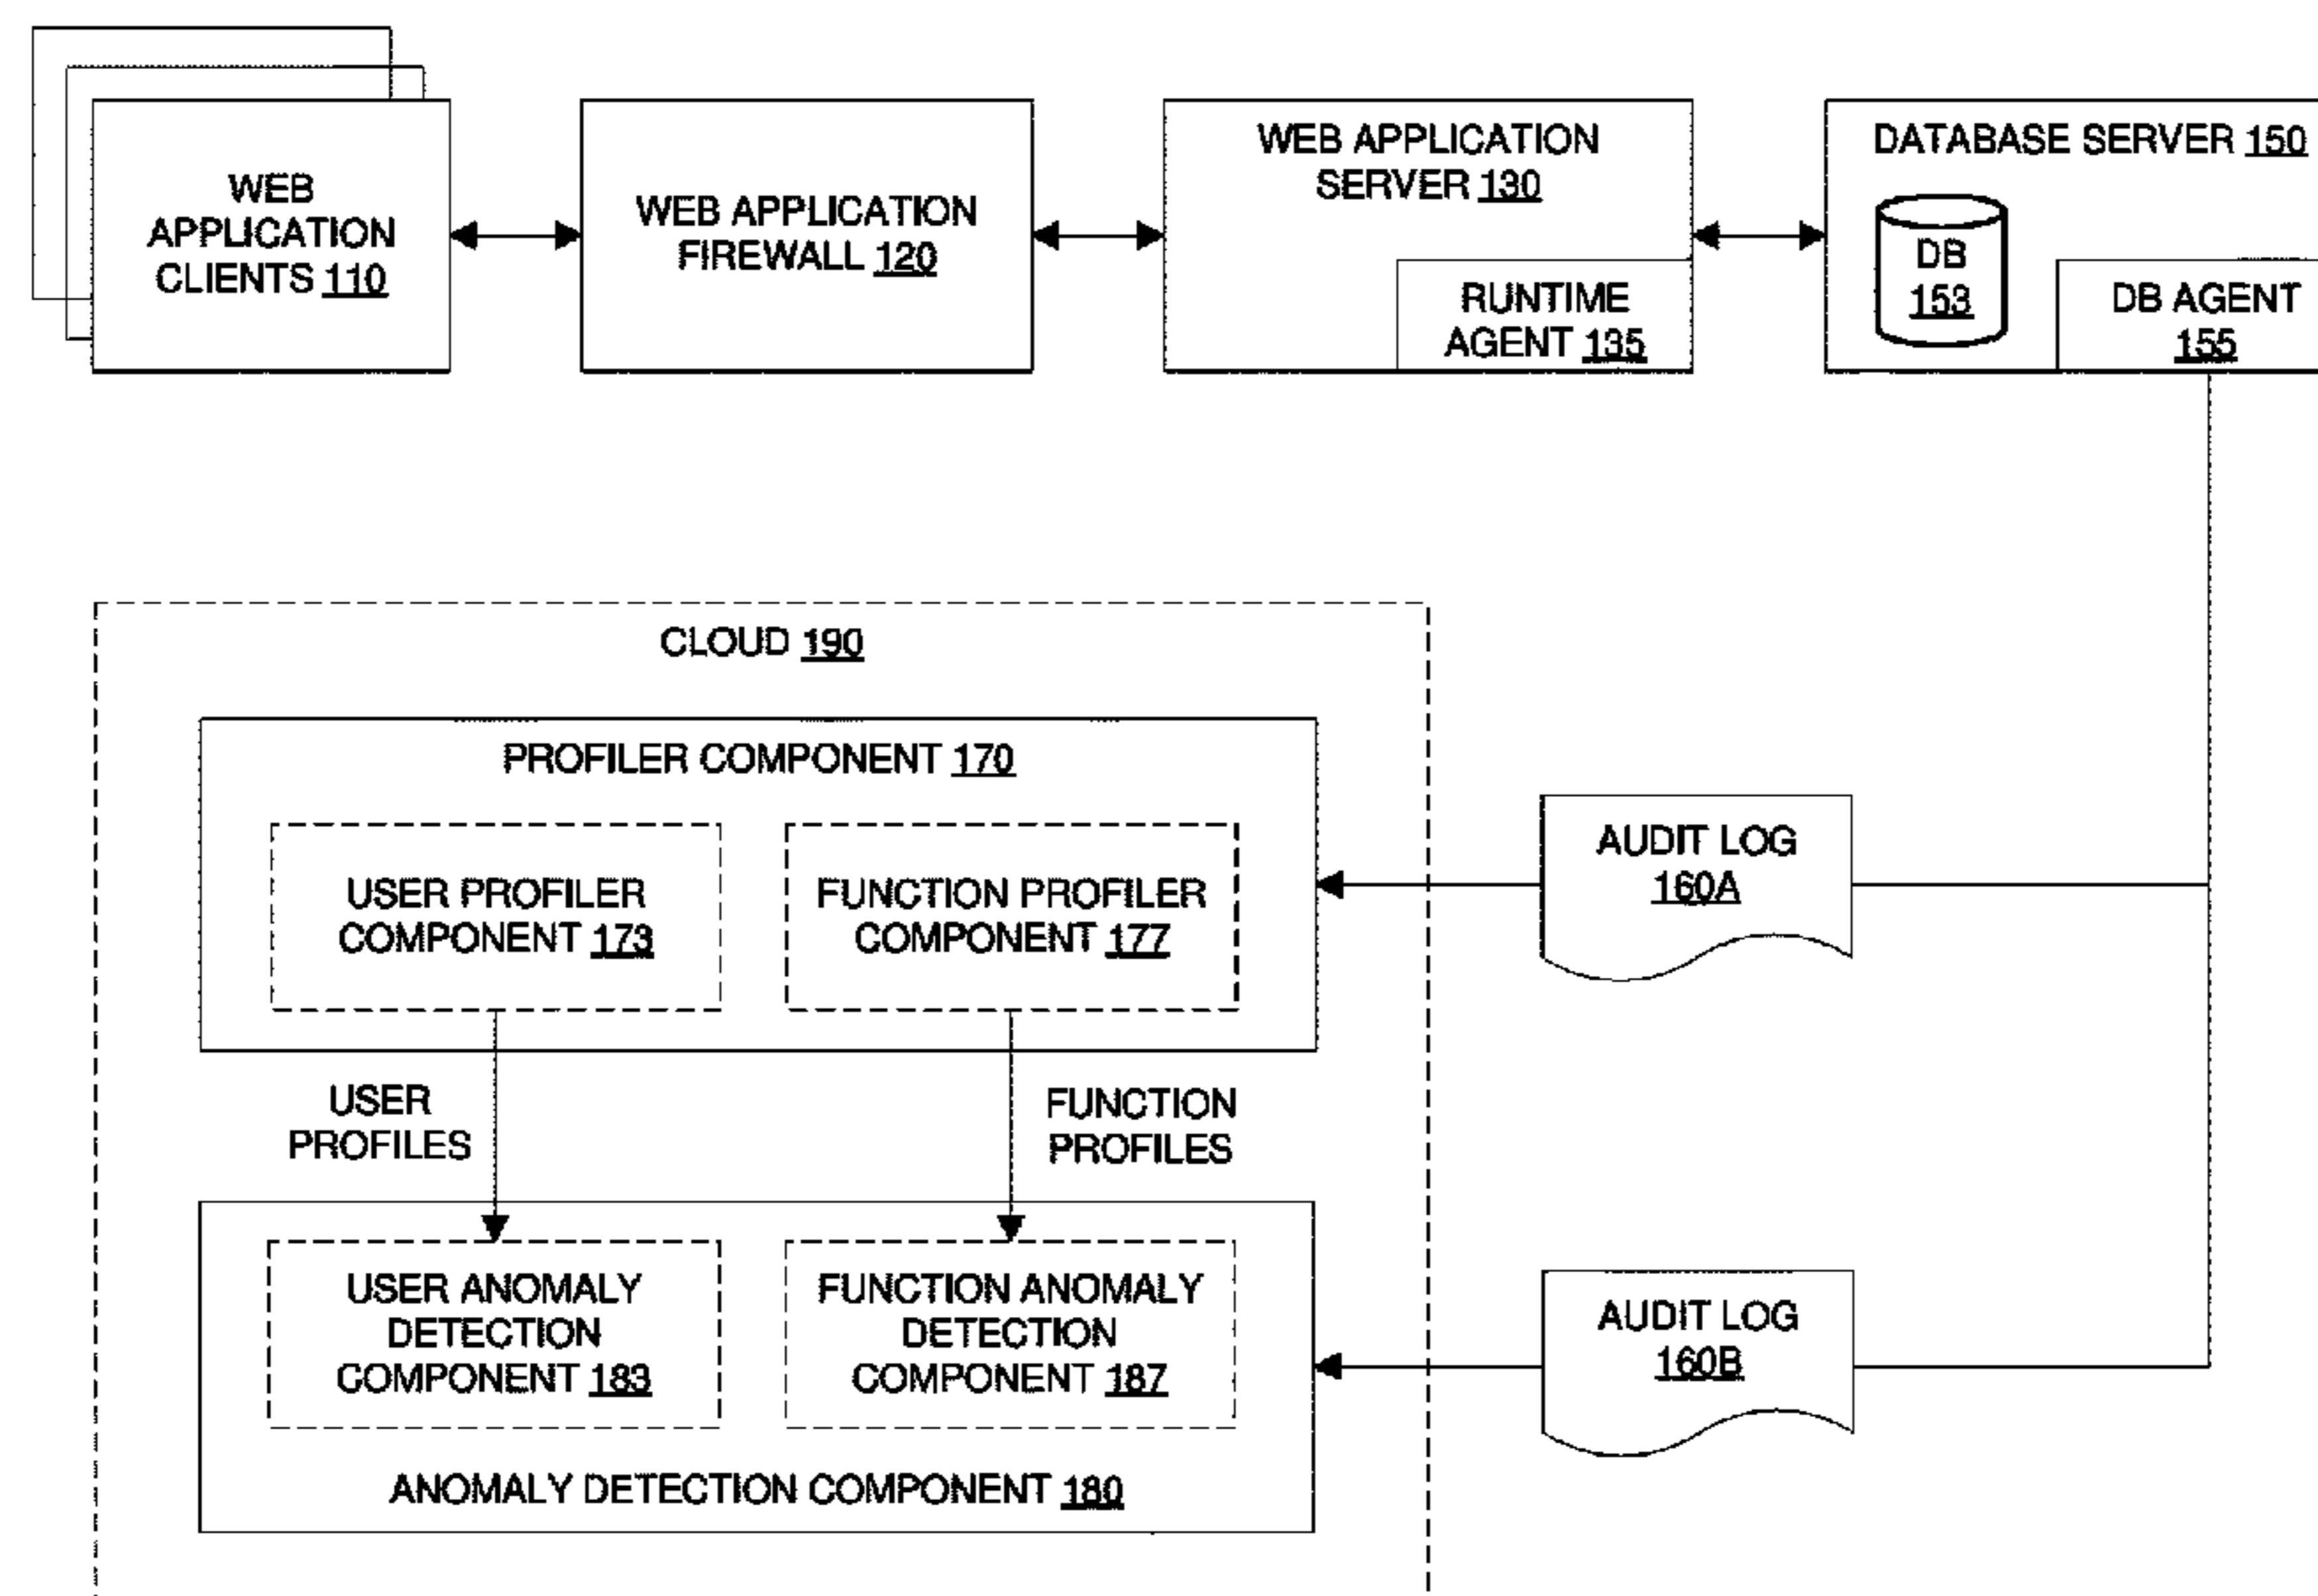 WEB
APPLICATION
CLIENTS 110
WEB APPLICATION
FIREWALL 120
WEB APPLICATION
SERVER 130
RUNTIME
AGENT 135
DATABASE SERVER 150
DB
153
DB AGENT
155
CLOUD 190
PROFILER COMPONENT 170
USER PROFILER
COMPONENT 173
FUNCTION PROFILER
COMPONENT 177
AUDIT LOG
160A
USER
PROFILES
FUNCTION
PROFILES
USER ANOMALY
DETECTION
COMPONENT 183
FUNCTION ANOMALY
DETECTION
COMPONENT 187
AUDIT LOG
160B
ANOMALY DETECTION COMPONENT 180